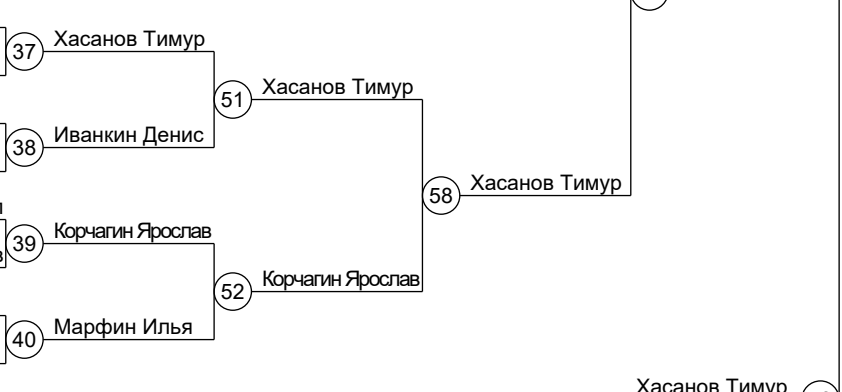 37 Хасанов Тимур
51 Хасанов Тимур
38 Иванкин Денис
58 Хасанов Тимур
39 Корчагин Ярослав
52 Корчагин Ярослав
40 Марфин Илья
Хасанов Тимур